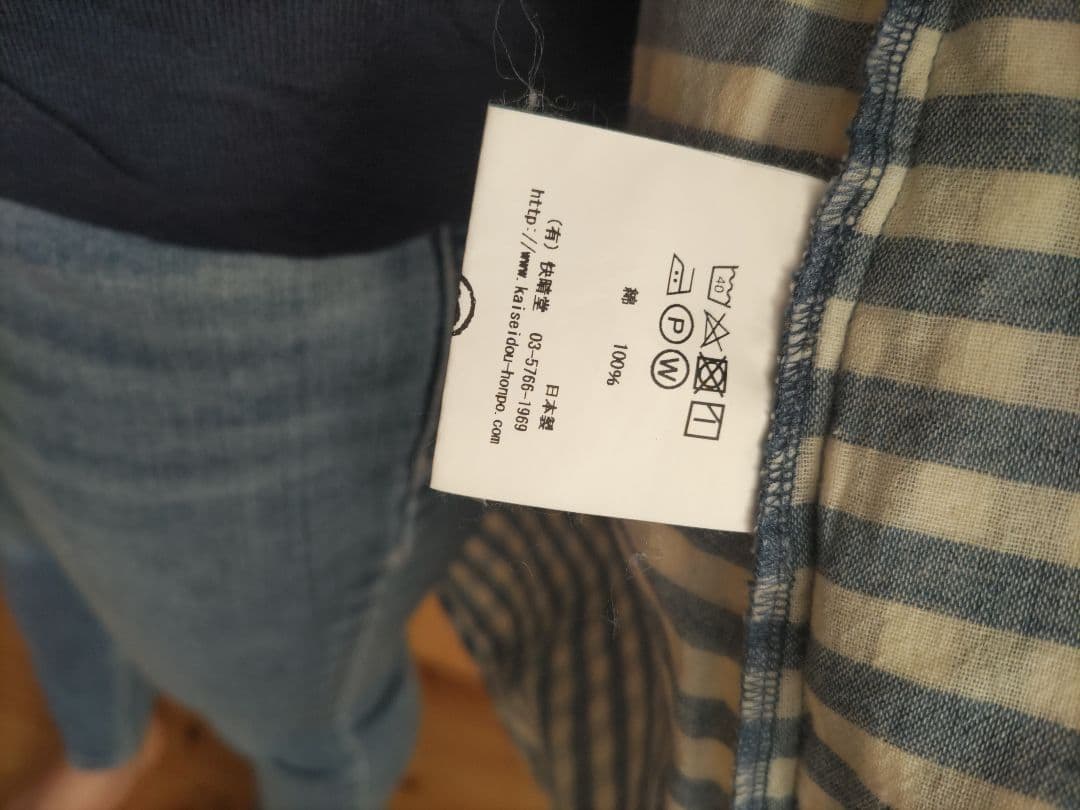 40
P W
綿 100%
日本製
(有) 快晴堂 03-5766-1969
http://www.kaiseidou-honpo.com